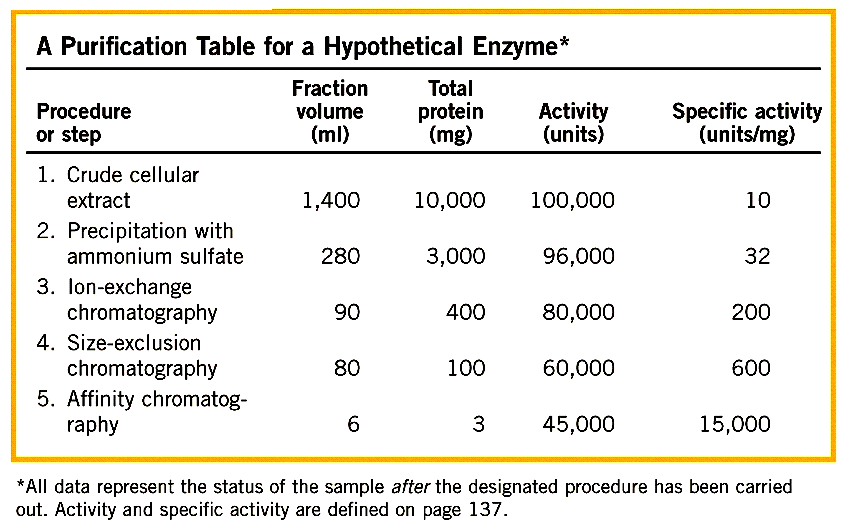 A Purification Table for a Hypothetical Enzyme*
Procedure or step Fraction volume (ml) Total protein (mg) Activity (units) Specific activity (units/mg)
1. Crude cellular
extract 1,400 10,000 100,000 10
2. Precipitation with
ammonium sulfate 280 3,000 96,000 32
3. Ion-exchange
chromatography 90 400 80,000 200
4. Size-exclusion
chromatography 80 100 60,000 600
5. Affinity chromatog-
raphy 6 3 45,000 15,000
*All data represent the status of the sample after the designated procedure has been carried
out. Activity and specific activity are defined on page 137.